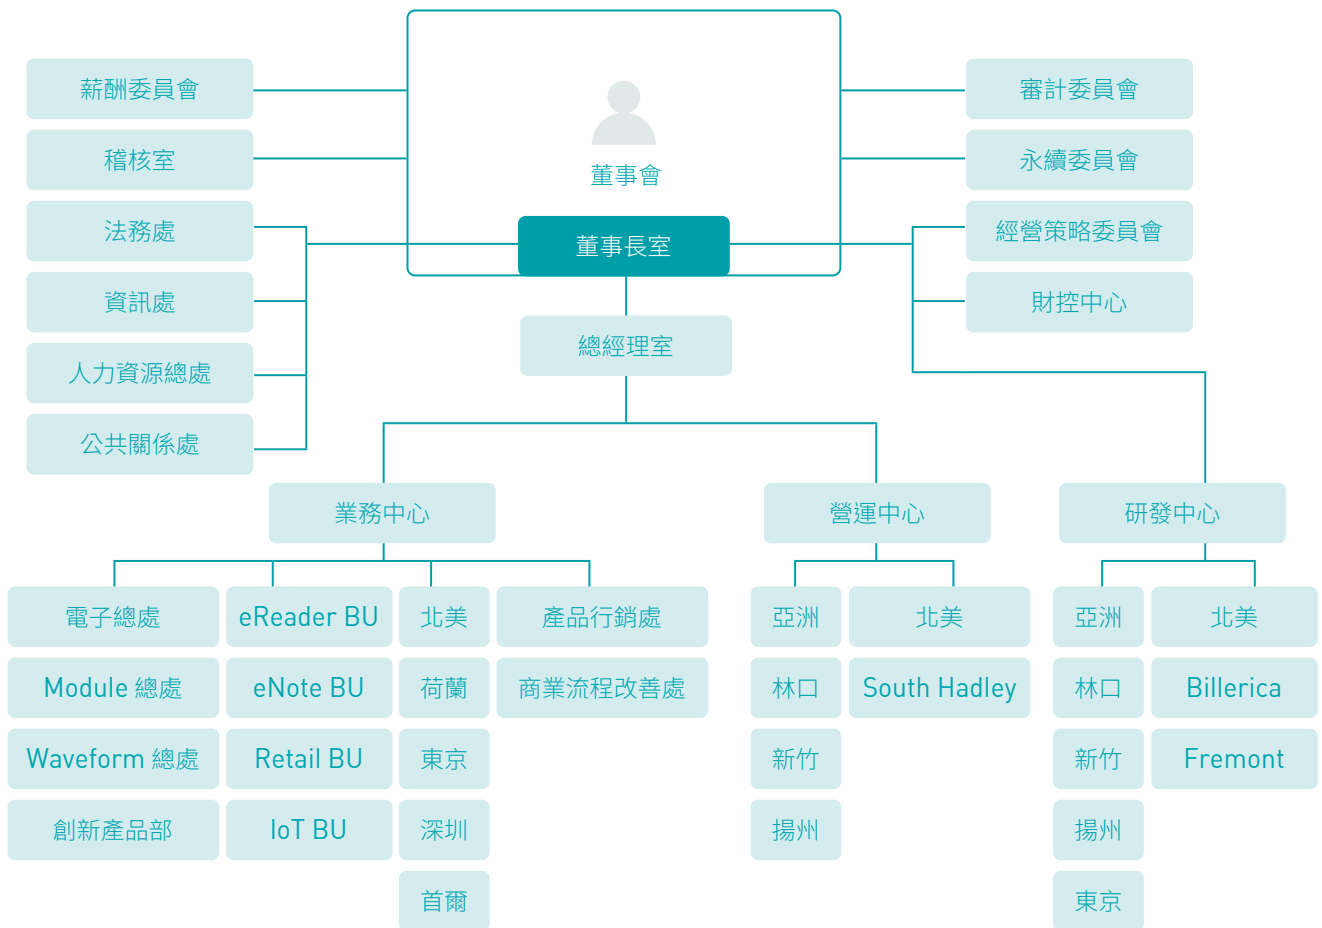 董事會
董事長室
薪酬委員會
稽核室
法務處
資訊處
人力資源總處
公共關係處
審計委員會
永續委員會
經營策略委員會
財控中心
總經理室
業務中心
營運中心
研發中心
電子總處
Module 總處
Waveform 總處
創新產品部
eReader BU
eNote BU
Retail BU
IoT BU
北美
荷蘭
東京
深圳
首爾
產品行銷處
商業流程改善處
亞洲
林口
新竹
揚州
北美
South Hadley
亞洲
林口
新竹
揚州
東京
北美
Billerica
Fremont